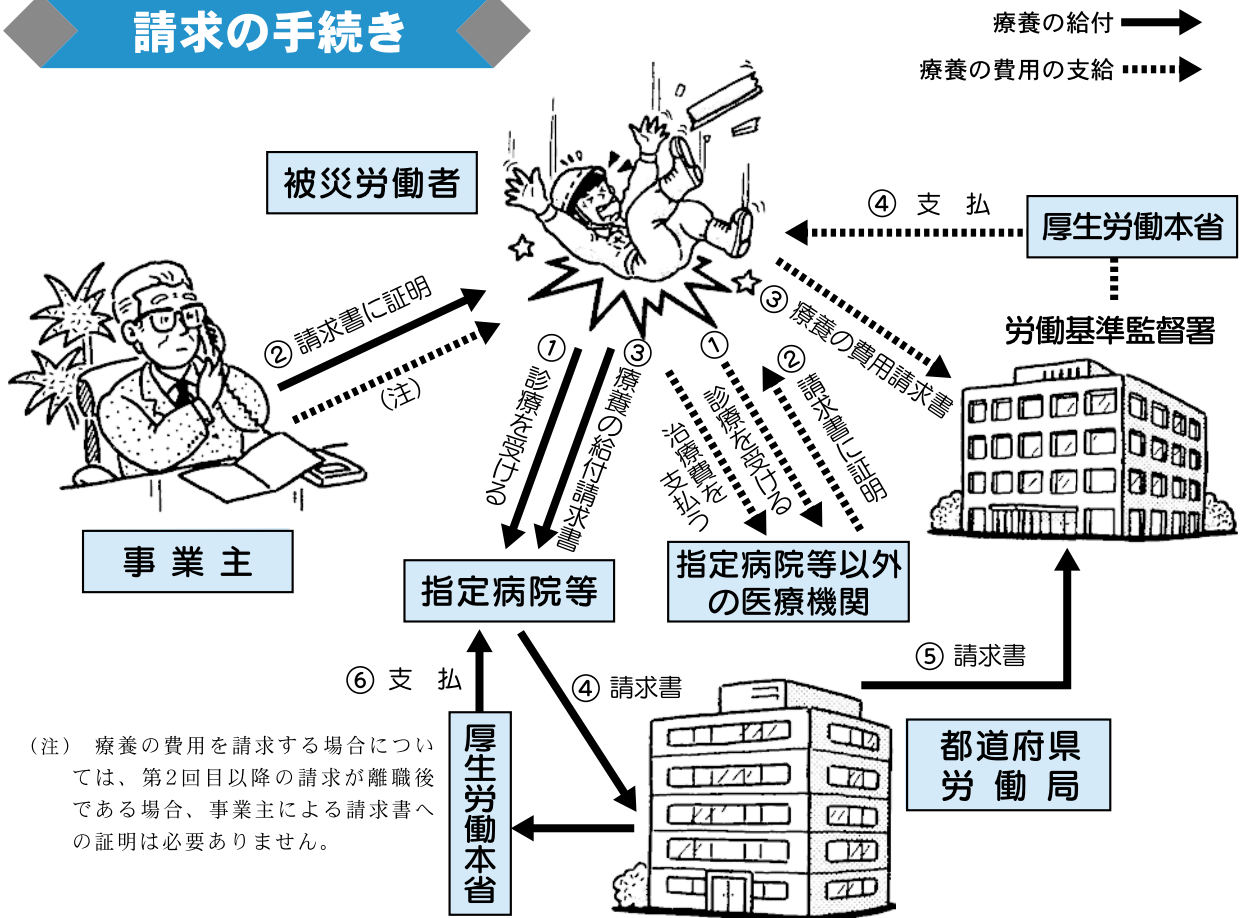 請求の手続き
療養の給付
療養の費用の支給
被災労働者
④ 支 払
厚生労働本省
労働基準監督署
② 請求書に証明
(注)
① 診療を受ける
③ 療養の給付請求書
治療費を
支払う
① 診療を受ける
② 請求書に証明
③ 療養の費用請求書
事 業 主
指定病院等
指定病院等以外
の医療機関
⑥ 支 払
④ 請求書
⑤ 請求書
厚生労働本省
都道府県
労 働 局
(注) 療養の費用を請求する場合につい
ては、第2回目以降の請求が離職後
である場合、事業主による請求書へ
の証明は必要ありません。